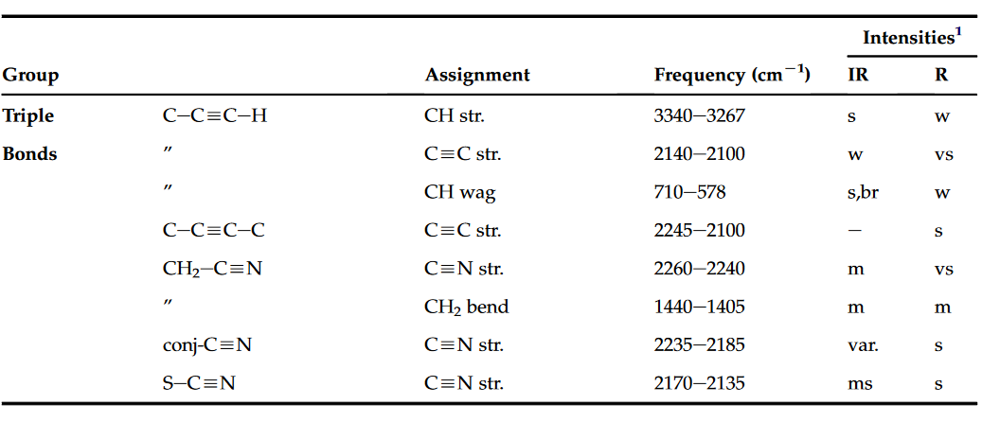 Intensities¹
Group Assignment Frequency (cm⁻¹) IR R
Triple C−C≡C−H CH str. 3340−3267 s w
Bonds ″ C≡C str. 2140−2100 w vs
″ CH wag 710−578 s,br w
C−C≡C−C C≡C str. 2245−2100 − s
CH₂−C≡N C≡N str. 2260−2240 m vs
″ CH₂ bend 1440−1405 m m
conj-C≡N C≡N str. 2235−2185 var. s
S−C≡N C≡N str. 2170−2135 ms s